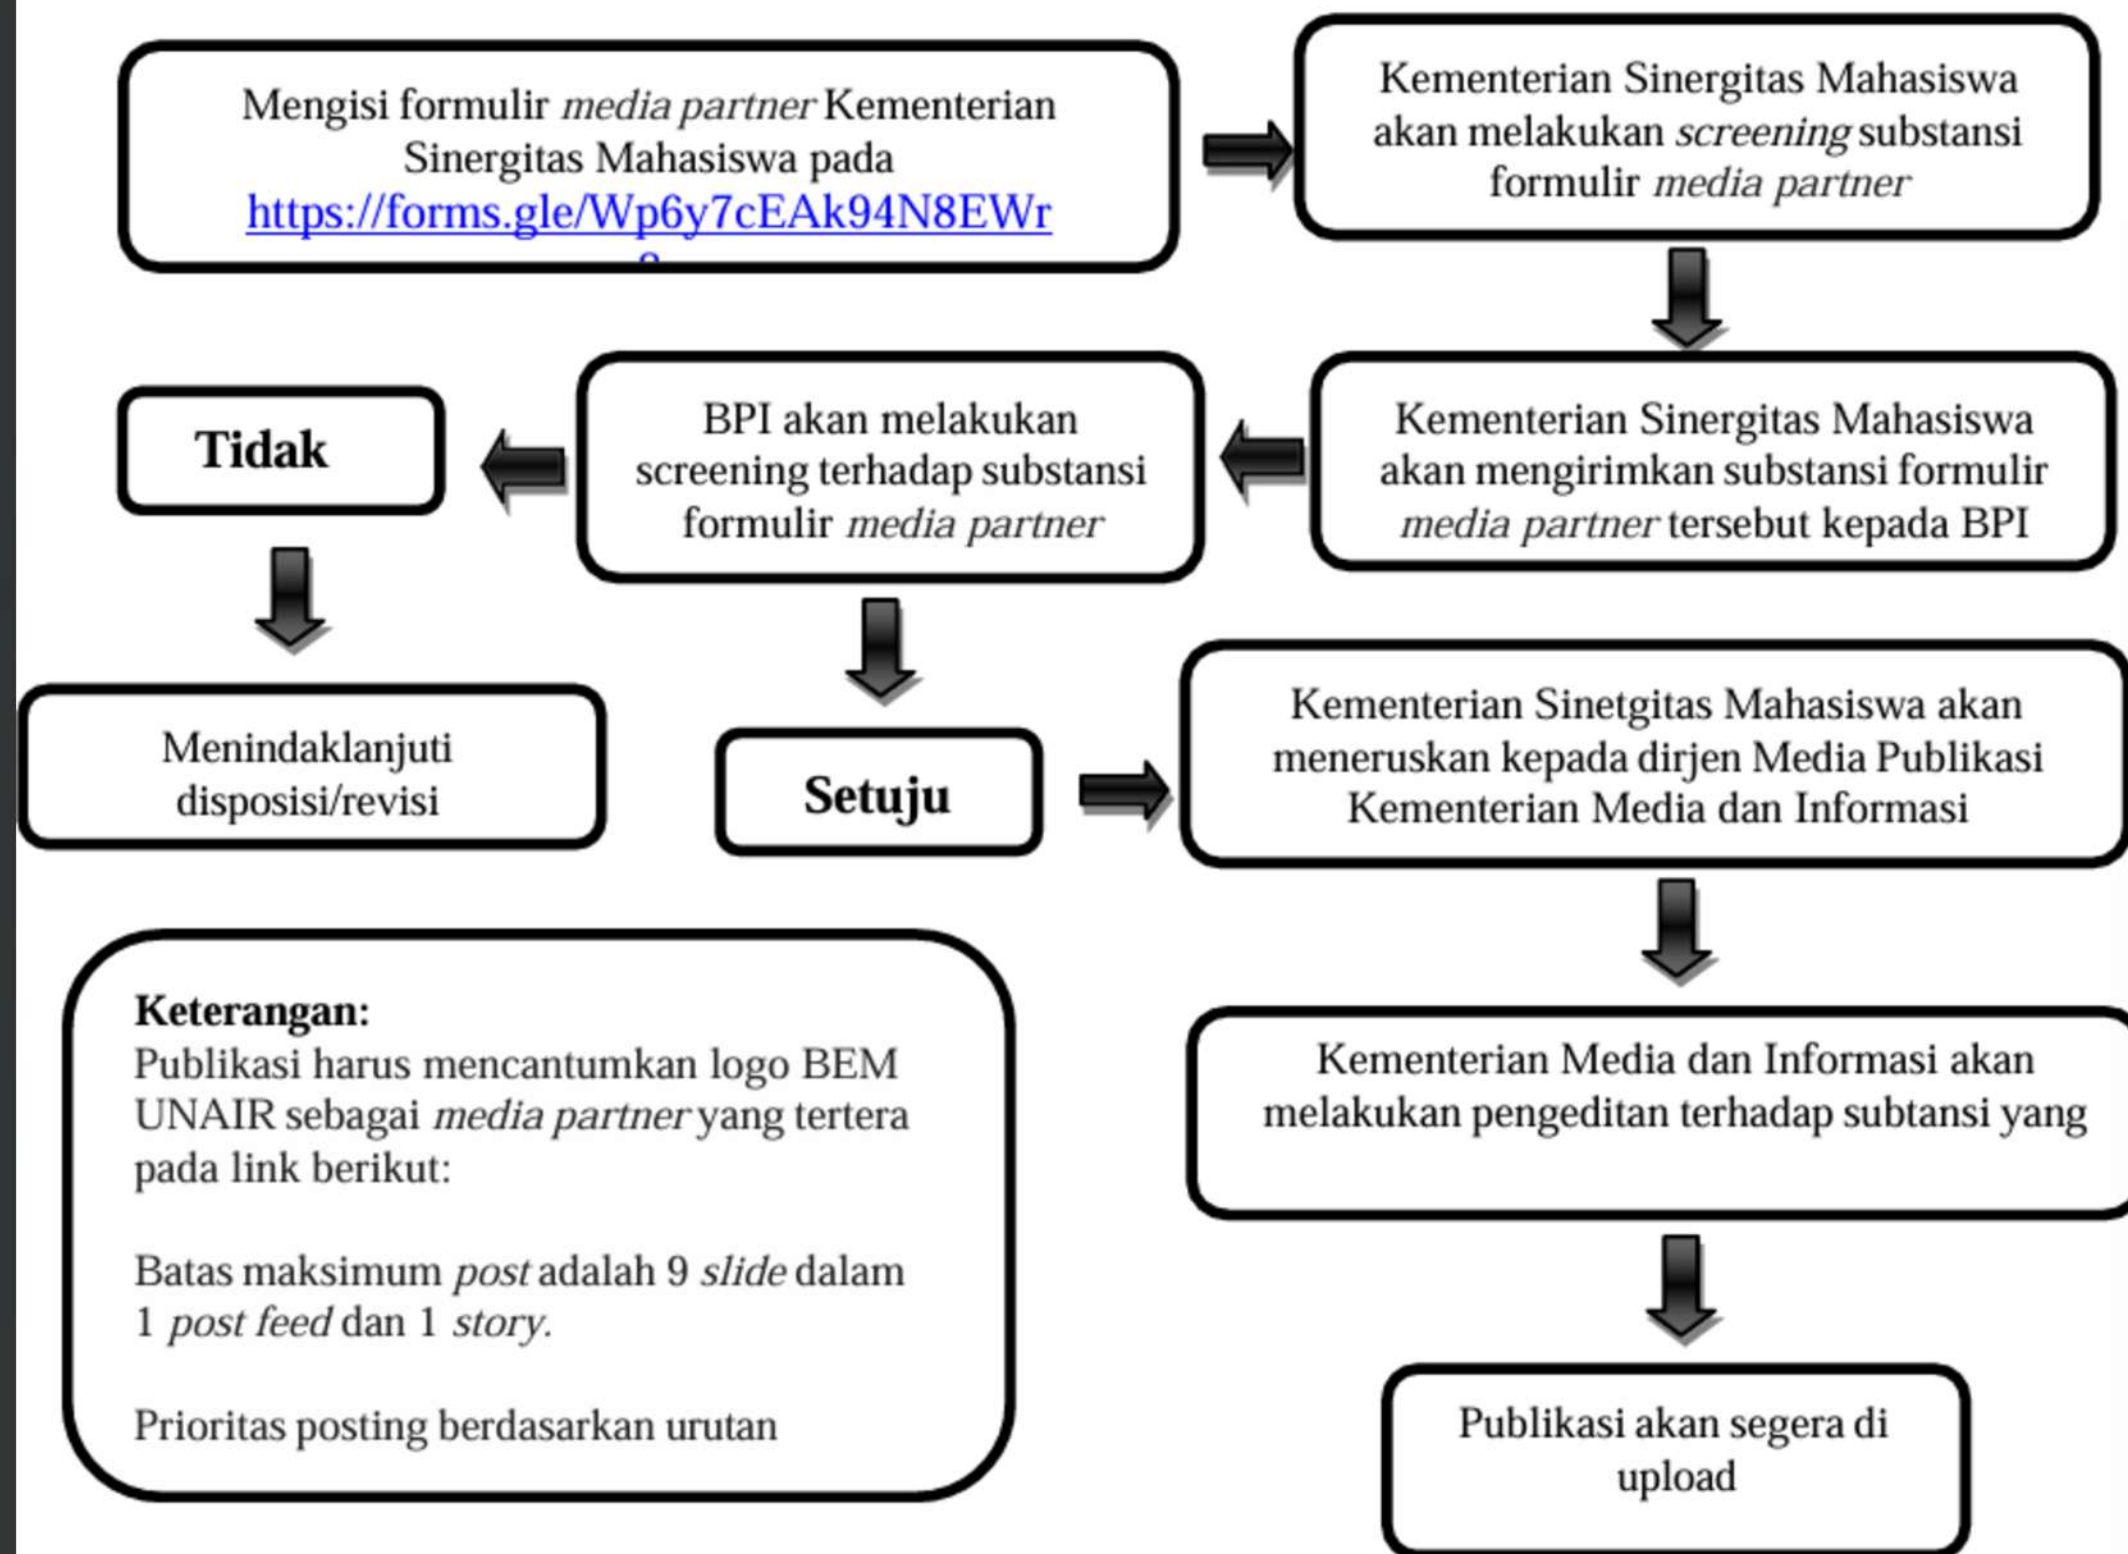 Mengisi formulir media partner Kementerian
Sinergitas Mahasiswa pada
https://forms.gle/Wp6y7cEAk94N8EWr
Kementerian Sinergitas Mahasiswa
akan melakukan screening substansi
formulir media partner
Kementerian Sinergitas Mahasiswa
akan mengirimkan substansi formulir
media partner tersebut kepada BPI
BPI akan melakukan
screening terhadap substansi
formulir media partner
Tidak
Menindaklanjuti
disposisi/revisi
Setuju
Kementerian Sinetgitas Mahasiswa akan
meneruskan kepada dirjen Media Publikasi
Kementerian Media dan Informasi
Kementerian Media dan Informasi akan
melakukan pengeditan terhadap subtansi yang
Publikasi akan segera di
upload
Keterangan:
Publikasi harus mencantumkan logo BEM
UNAIR sebagai media partner yang tertera
pada link berikut:
Batas maksimum post adalah 9 slide dalam
1 post feed dan 1 story.
Prioritas posting berdasarkan urutan